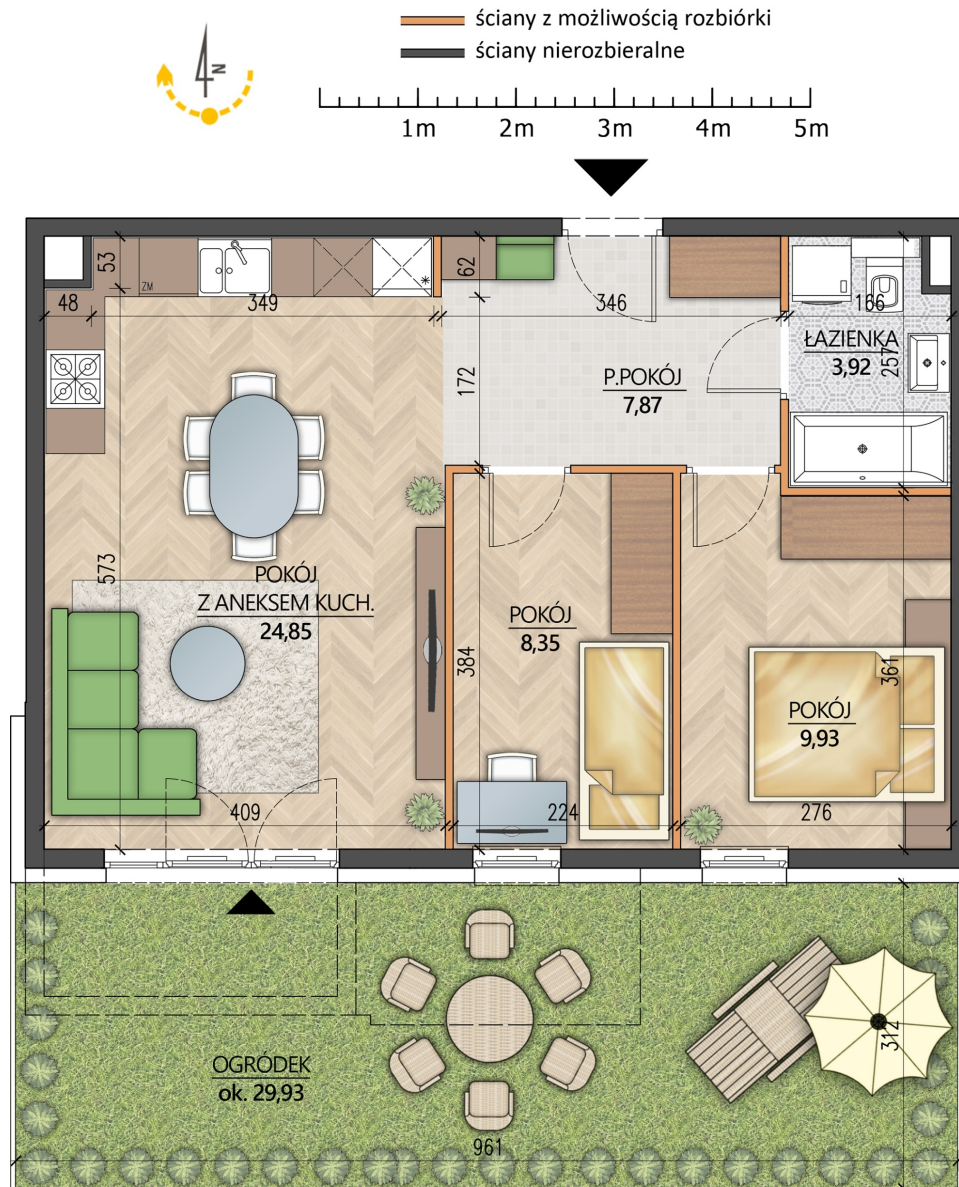 ściany z możliwością rozbiórki
ściany nierozbieralne
N
1m 2m 3m 4m 5m
53
ZM
62
48
349
346
166
ŁAZIENKA
3,92
257
172
P.POKÓJ
7,87
573
POKÓJ
Z ANEKSEM KUCH.
24,85
POKÓJ
8,35
384
361
POKÓJ
9,93
409
224
276
312
OGRÓDEK
ok. 29,93
961